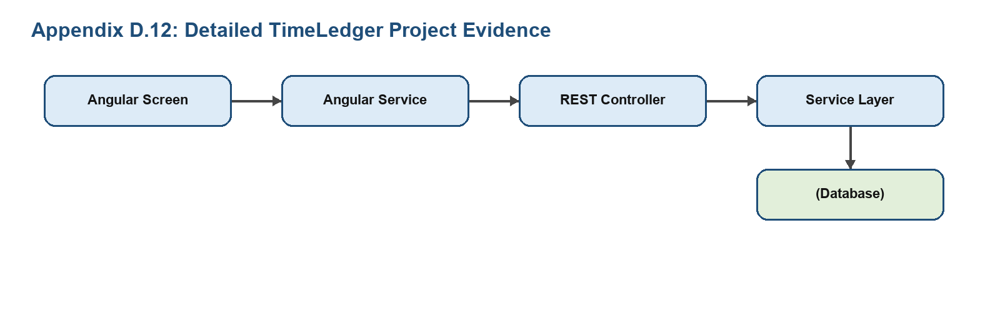 Appendix D.12: Detailed TimeLedger Project Evidence
Angular Screen
Angular Service
REST Controller
Service Layer
(Database)